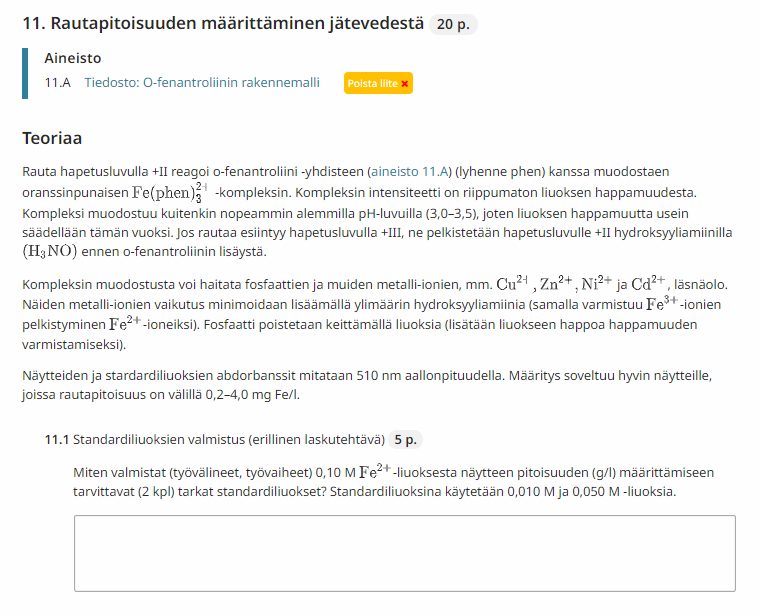 11. Rautapitoisuuden määrittäminen jätevedestä 20 p.
Aineisto
11.A Tiedosto: O-fenantroliinin rakennemalli Poista liite ×
Teoriaa
Rauta hapetusluvulla +II reagoi o-fenantroliini -yhdisteen (aineisto 11.A) (lyhenne phen) kanssa muodostaen
oranssinpunaisen Fe(phen)₃²⁺ -kompleksin. Kompleksin intensiteetti on riippumaton liuoksen happamuudesta.
Kompleksi muodostuu kuitenkin nopeammin alemmilla pH-luvuilla (3,0–3,5), joten liuoksen happamuutta usein
säädellään tämän vuoksi. Jos rautaa esiintyy hapetusluvulla +III, ne pelkistetään hapetusluvulle +II hydroksyyliamiinilla
(H₃NO) ennen o-fenantroliinin lisäystä.
Kompleksin muodostusta voi haitata fosfaattien ja muiden metalli-ionien, mm. Cu²⁺, Zn²⁺, Ni²⁺ ja Cd²⁺, läsnäolo.
Näiden metalli-ionien vaikutus minimoidaan lisäämällä ylimäärin hydroksyyliamiinia (samalla varmistuu Fe³⁺-ionien
pelkistyminen Fe²⁺-ioneiksi). Fosfaatti poistetaan keittämällä liuoksia (lisätään liuokseen happoa happamuuden
varmistamiseksi).
Näytteiden ja stardardiliuoksien abdorbanssit mitataan 510 nm aallonpituudella. Määritys soveltuu hyvin näytteille,
joissa rautapitoisuus on välillä 0,2–4,0 mg Fe/l.
11.1 Standardiliuoksien valmistus (erillinen laskutehtävä) 5 p.
Miten valmistat (työvälineet, työvaiheet) 0,10 M Fe²⁺-liuoksesta näytteen pitoisuuden (g/l) määrittämiseen
tarvittavat (2 kpl) tarkat standardiliuokset? Standardiliuoksina käytetään 0,010 M ja 0,050 M -liuoksia.